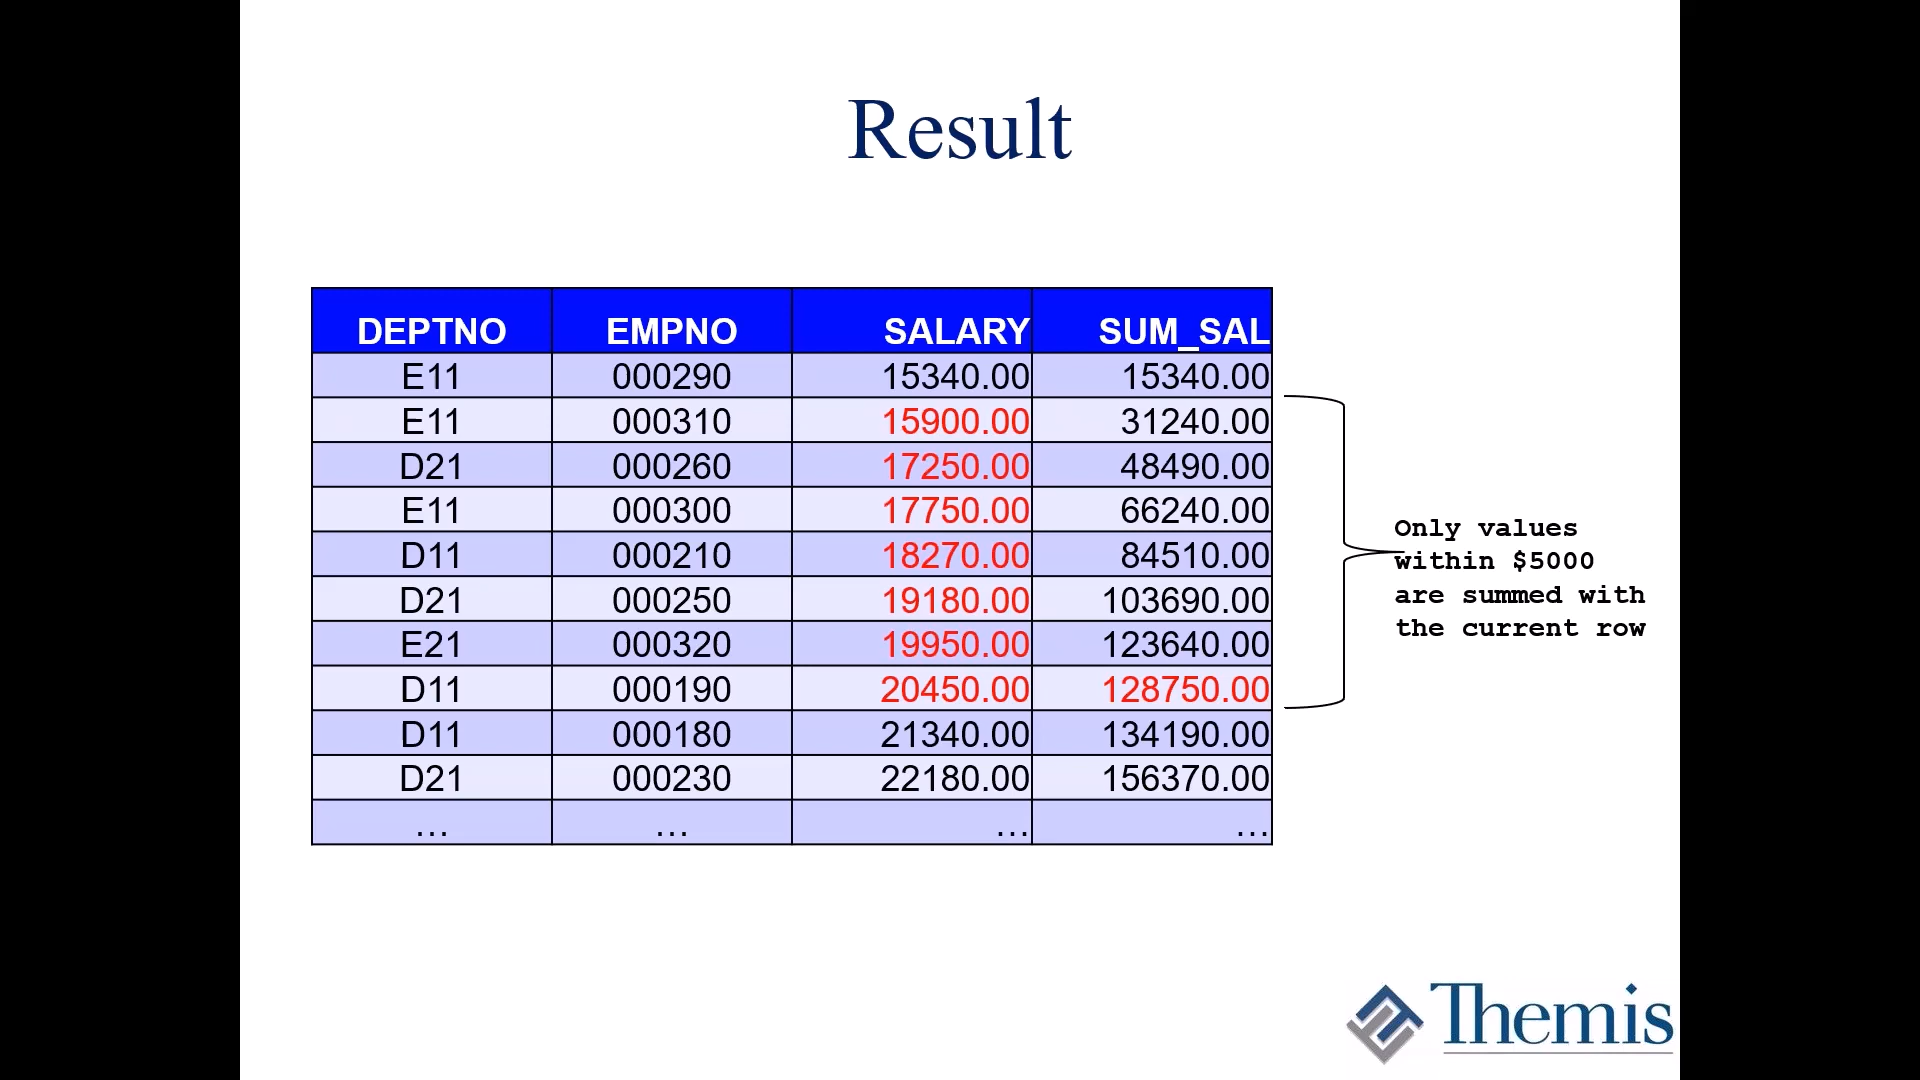 Result
DEPTNO EMPNO SALARY SUM_SAL
E11 000290 15340.00 15340.00
E11 000310 15900.00 31240.00
D21 000260 17250.00 48490.00
E11 000300 17750.00 66240.00
D11 000210 18270.00 84510.00
D21 000250 19180.00 103690.00
E21 000320 19950.00 123640.00
D11 000190 20450.00 128750.00
D11 000180 21340.00 134190.00
D21 000230 22180.00 156370.00
… … … …
Only values
within $5000
are summed with
the current row
Themis